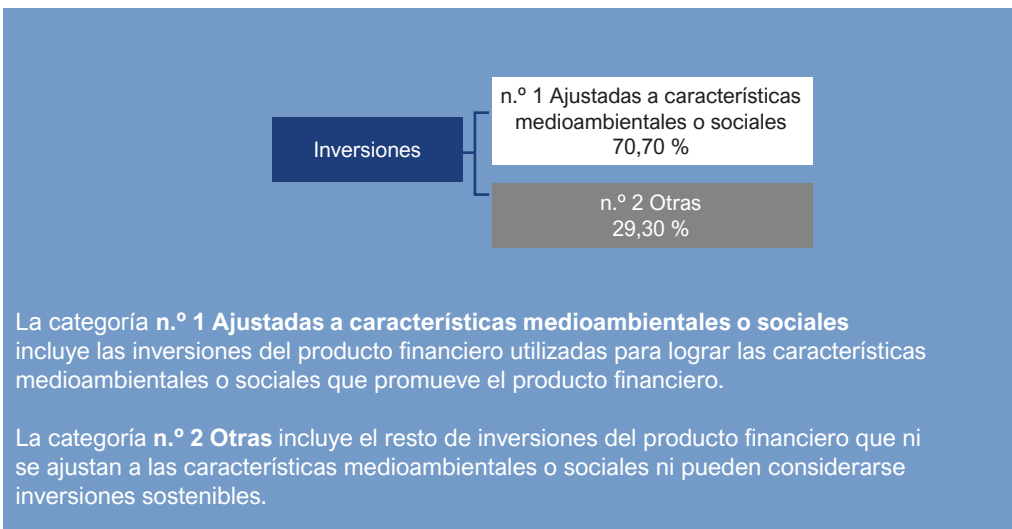 Inversiones
n.º 1 Ajustadas a características
medioambientales o sociales
70,70 %
n.º 2 Otras
29,30 %
La categoría n.º 1 Ajustadas a características medioambientales o sociales
incluye las inversiones del producto financiero utilizadas para lograr las características
medioambientales o sociales que promueve el producto financiero.
La categoría n.º 2 Otras incluye el resto de inversiones del producto financiero que ni
se ajustan a las características medioambientales o sociales ni pueden considerarse
inversiones sostenibles.